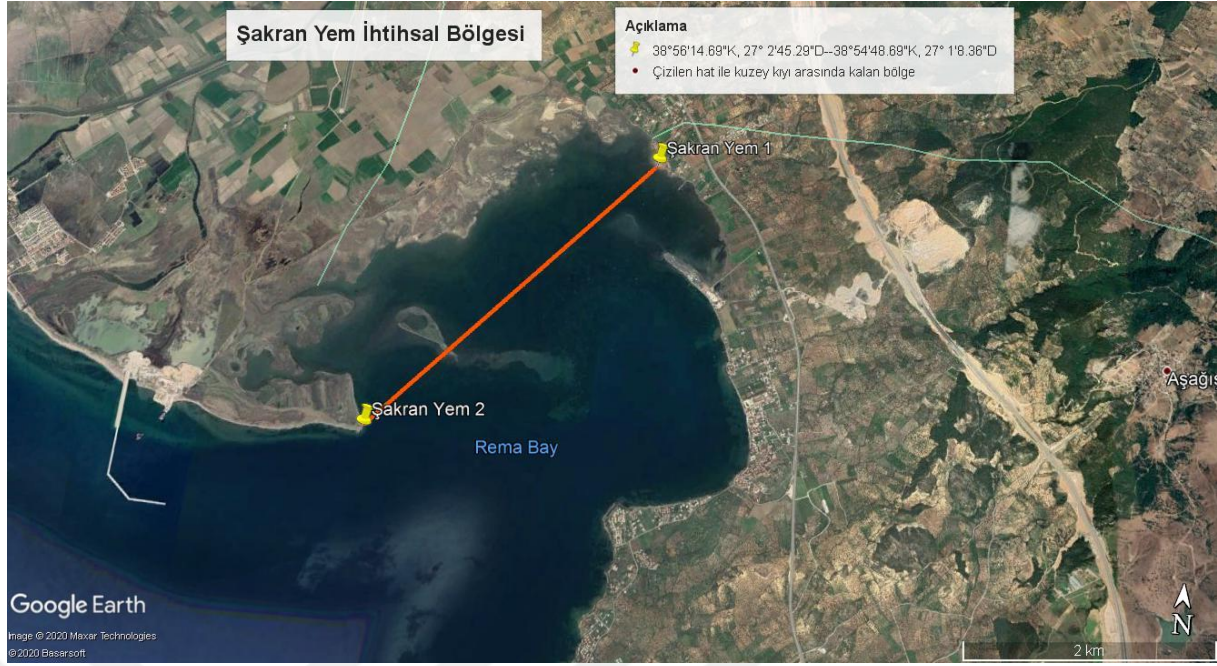 Şakran Yem İhtihsal Bölgesi
Açıklama
38°56'14.69"K, 27° 2'45.29"D--38°54'48.69"K, 27° 1'8.36"D
Çizilen hat ile kuzey kıyı arasında kalan bölge
Şakran Yem 1
Aşağış
Şakran Yem 2
Rema Bay
Google Earth
Image © 2020 Maxar Technologies
© 2020 Basarsoft
N
2 km